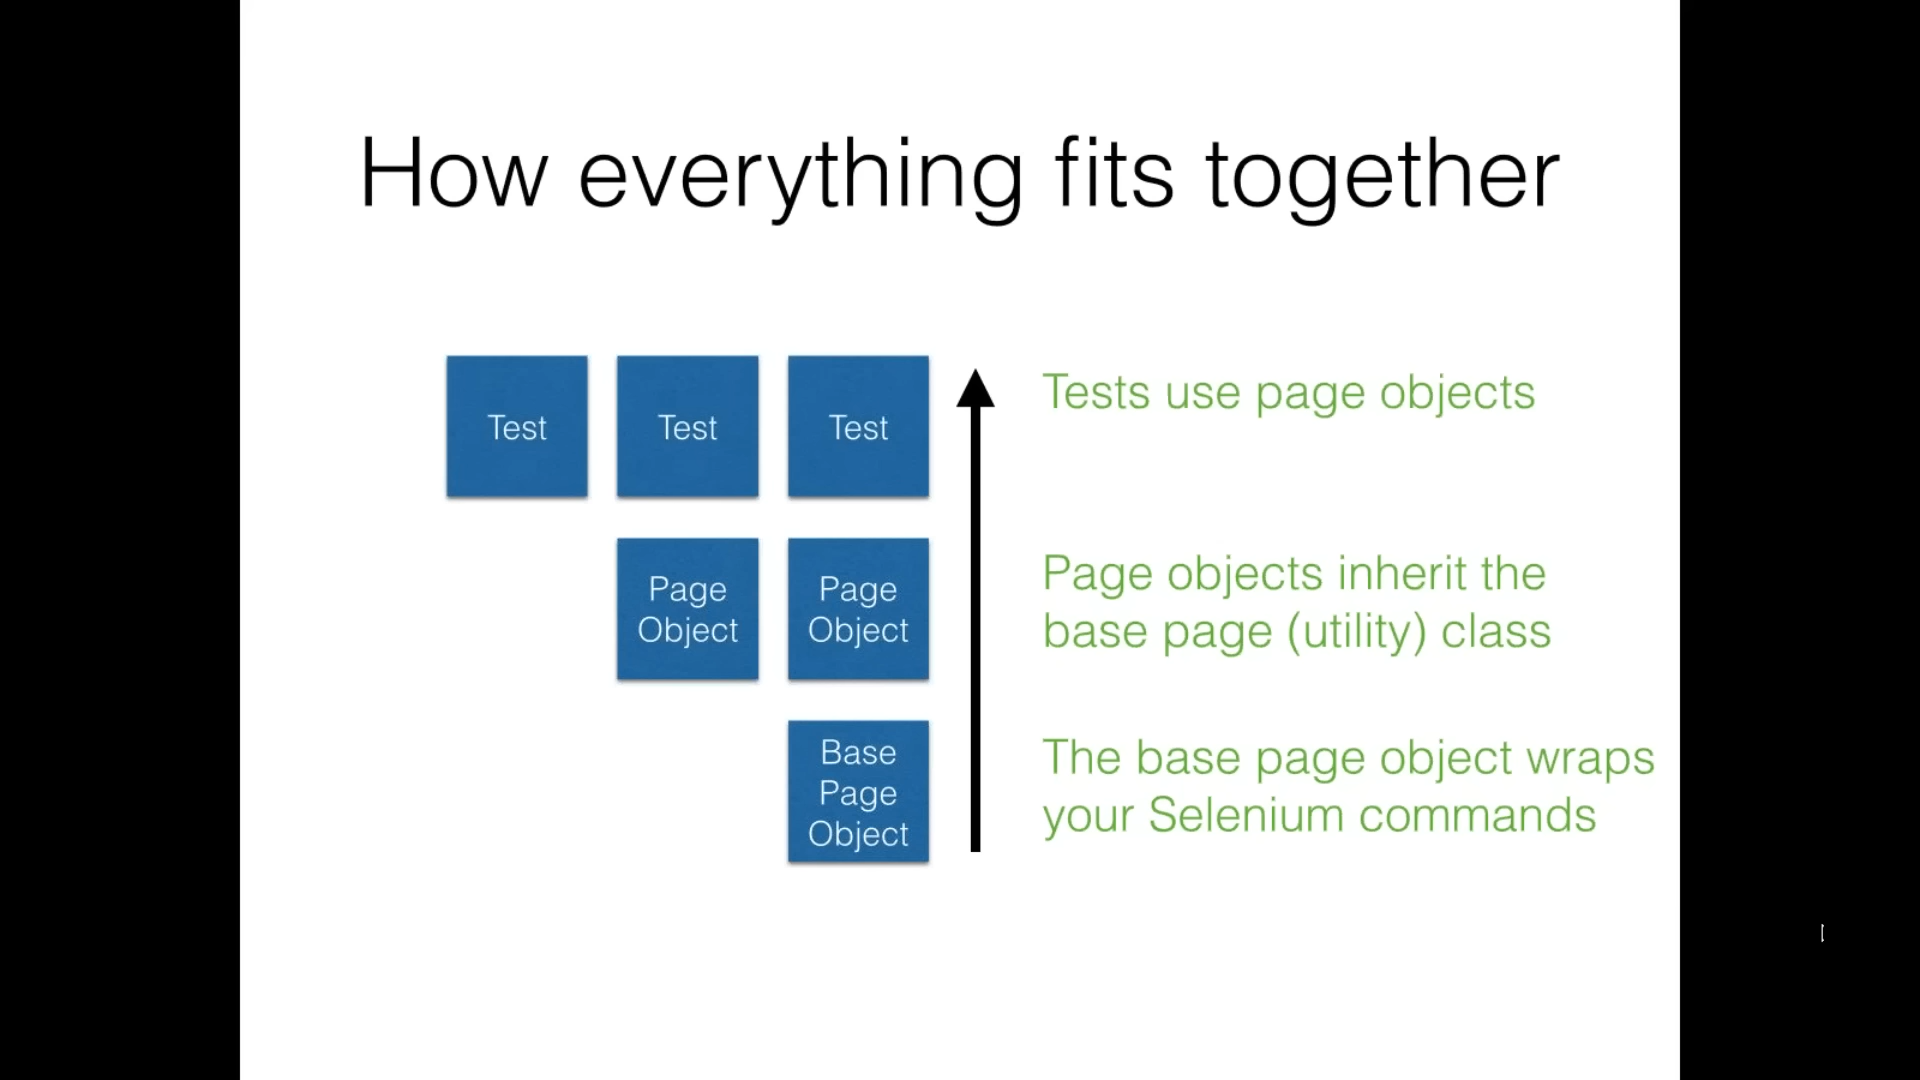 How everything fits together
Test
Test
Test
Tests use page objects
Page
Object
Page
Object
Page objects inherit the
base page (utility) class
Base
Page
Object
The base page object wraps
your Selenium commands